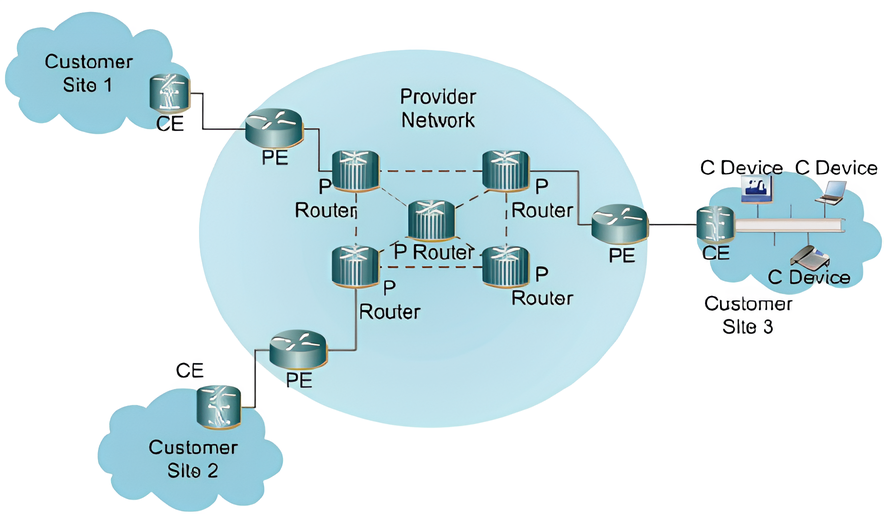 Customer
Site 1
CE
PE
Provider
Network
P
Router
P
Router
P Router
P
Router
P
Router
PE
CE
C Device
C Device
C Device
Customer
Site 3
PE
CE
Customer
Site 2